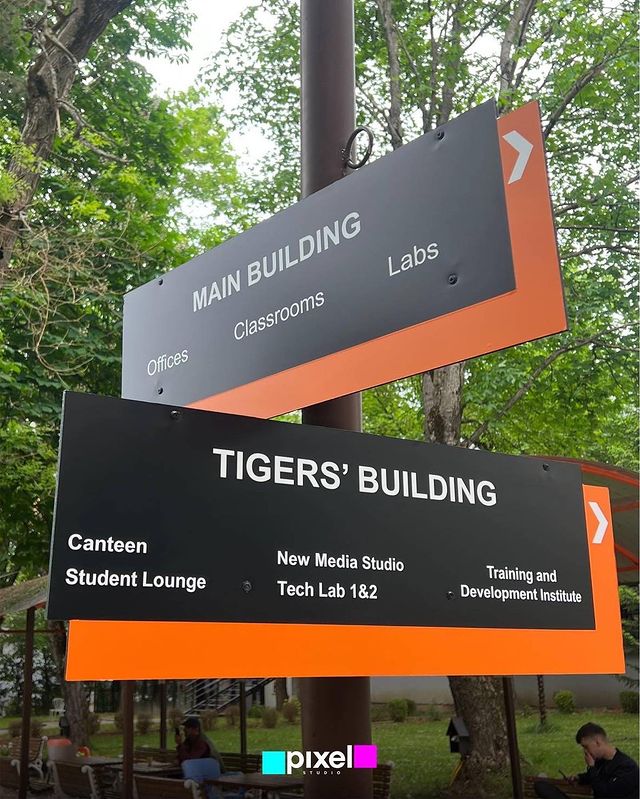 MAIN BUILDING
Offices
Classrooms
Labs
TIGERS' BUILDING
Canteen
Student Lounge
New Media Studio
Tech Lab 1&2
Training and
Development Institute
pixel
STUDIO